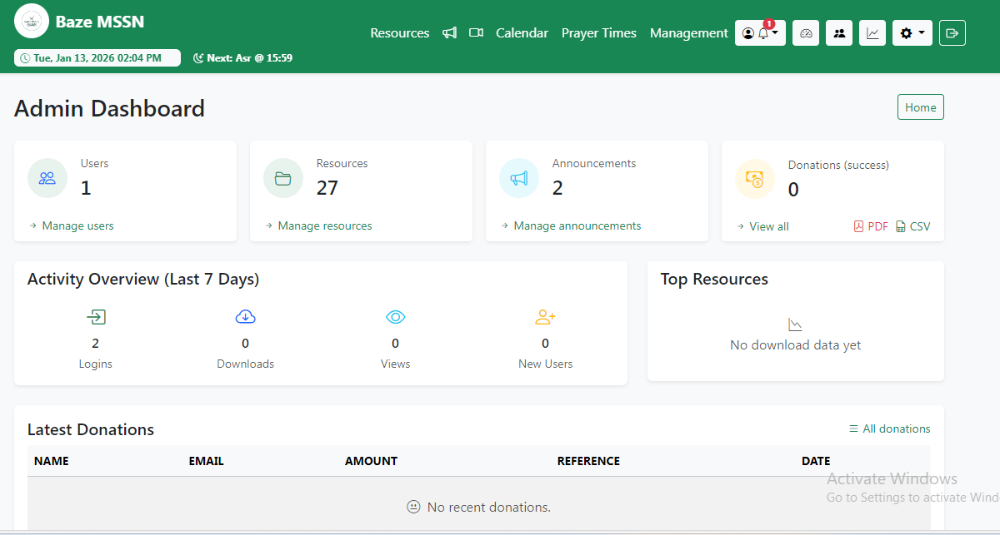 Baze MSSN
Resources Calendar Prayer Times Management 1
Tue, Jan 13, 2026 02:04 PM Next: Asr @ 15:59
Admin Dashboard
Home
Users
1
Manage users
Resources
27
Manage resources
Announcements
2
Manage announcements
Donations (success)
0
View all PDF CSV
Activity Overview (Last 7 Days)
2
Logins
0
Downloads
0
Views
0
New Users
Top Resources
No download data yet
Latest Donations
All donations
NAME EMAIL AMOUNT REFERENCE DATE
No recent donations.
Activate Windows
Go to Settings to activate Wind